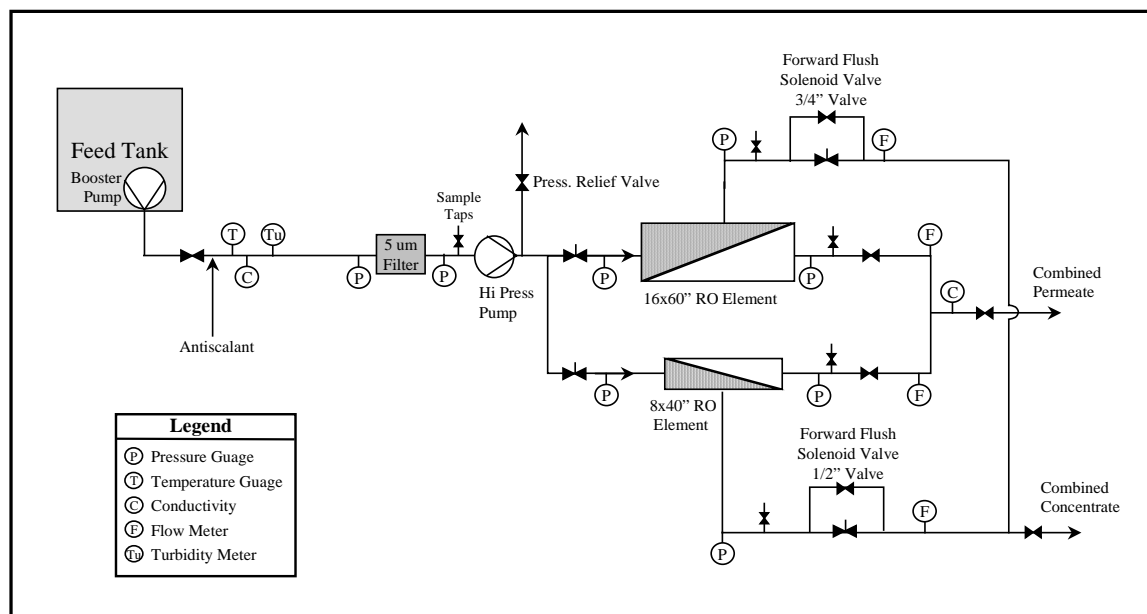 Forward Flush
Solenoid Valve
3/4” Valve
P
F
Feed Tank
Booster
Pump
Press. Relief Valve
Sample
Taps
T
Tu
C
P
5 um
Filter
P
Hi Press
Pump
P
16x60” RO Element
P
F
C
Combined
Permeate
Antiscalant
P
8x40” RO
Element
P
F
Forward Flush
Solenoid Valve
1/2” Valve
P
F
Combined
Concentrate
Legend
P Pressure Guage
T Temperature Guage
C Conductivity
F Flow Meter
Tu Turbidity Meter